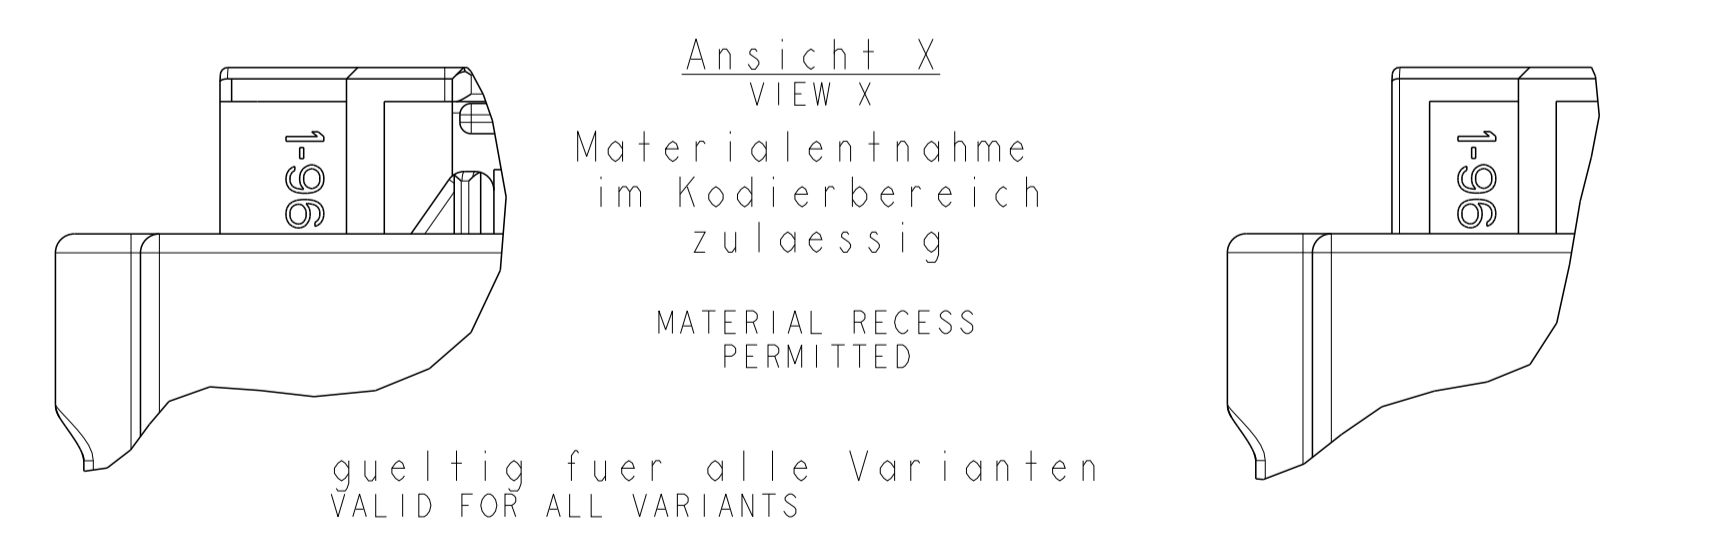 Ansicht X
VIEW X
Materialentnahme
im Kodierbereich
zulaessig
MATERIAL RECESS
PERMITTED
1-96
1-96
gueltig fuer alle Varianten
VALID FOR ALL VARIANTS